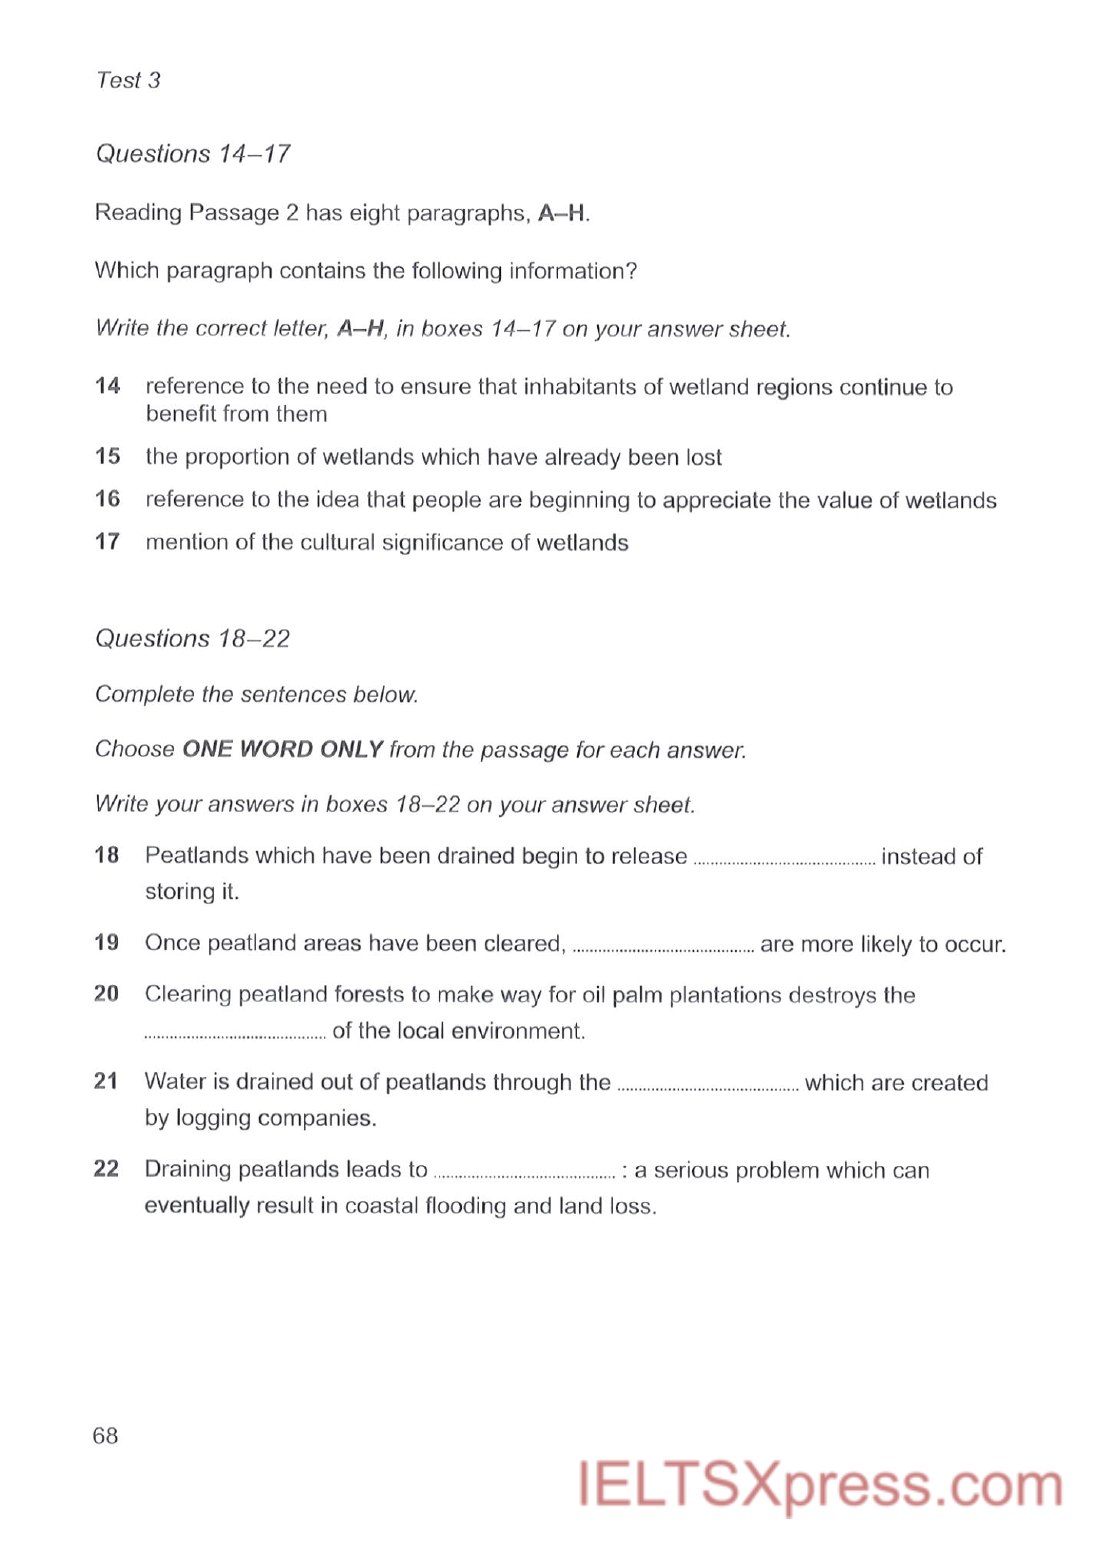 Test 3
Questions 14–17
Reading Passage 2 has eight paragraphs, A–H.
Which paragraph contains the following information?
Write the correct letter, A–H, in boxes 14–17 on your answer sheet.
14 reference to the need to ensure that inhabitants of wetland regions continue to
benefit from them
15 the proportion of wetlands which have already been lost
16 reference to the idea that people are beginning to appreciate the value of wetlands
17 mention of the cultural significance of wetlands
Questions 18–22
Complete the sentences below.
Choose ONE WORD ONLY from the passage for each answer.
Write your answers in boxes 18–22 on your answer sheet.
18 Peatlands which have been drained begin to release .......................................... instead of
storing it.
19 Once peatland areas have been cleared, .......................................... are more likely to occur.
20 Clearing peatland forests to make way for oil palm plantations destroys the
.......................................... of the local environment.
21 Water is drained out of peatlands through the .......................................... which are created
by logging companies.
22 Draining peatlands leads to .......................................... : a serious problem which can
eventually result in coastal flooding and land loss.
68
IELTSXpress.com